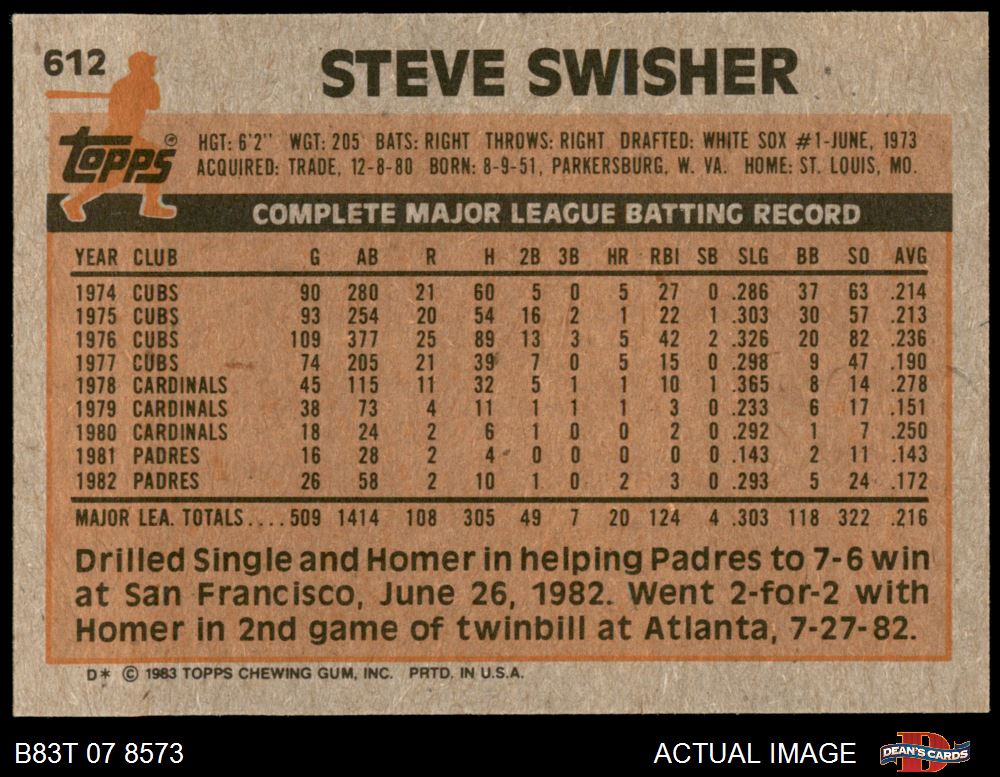 612
STEVE SWISHER
Topps®
HGT: 6'2" WGT: 205 BATS: RIGHT THROWS: RIGHT DRAFTED: WHITE SOX #1-JUNE, 1973
ACQUIRED: TRADE, 12-8-80 BORN: 8-9-51, PARKERSBURG, W. VA. HOME: ST. LOUIS, MO.
COMPLETE MAJOR LEAGUE BATTING RECORD
YEAR CLUB G AB R H 2B 3B HR RBI SB SLG BB SO AVG
1974 CUBS 90 280 21 60 5 0 5 27 0 .286 37 63 .214
1975 CUBS 93 254 20 54 16 2 1 22 1 .303 30 57 .213
1976 CUBS 109 377 25 89 13 3 5 42 2 .326 20 82 .236
1977 CUBS 74 205 21 39 7 0 5 15 0 .298 9 47 .190
1978 CARDINALS 45 115 11 32 5 1 1 10 1 .365 8 14 .278
1979 CARDINALS 38 73 4 11 1 1 1 3 0 .233 6 17 .151
1980 CARDINALS 18 24 2 6 1 0 0 2 0 .292 1 7 .250
1981 PADRES 16 28 2 4 0 0 0 0 0 .143 2 11 .143
1982 PADRES 26 58 2 10 1 0 2 3 0 .293 5 24 .172
MAJOR LEA. TOTALS....509 1414 108 305 49 7 20 124 4 .303 118 322 .216
Drilled Single and Homer in helping Padres to 7-6 win
at San Francisco, June 26, 1982. Went 2-for-2 with
Homer in 2nd game of twinbill at Atlanta, 7-27-82.
D* © 1983 TOPPS CHEWING GUM, INC. PRTD. IN U.S.A.
B83T 07 8573
ACTUAL IMAGE
D
DEAN'S CARDS